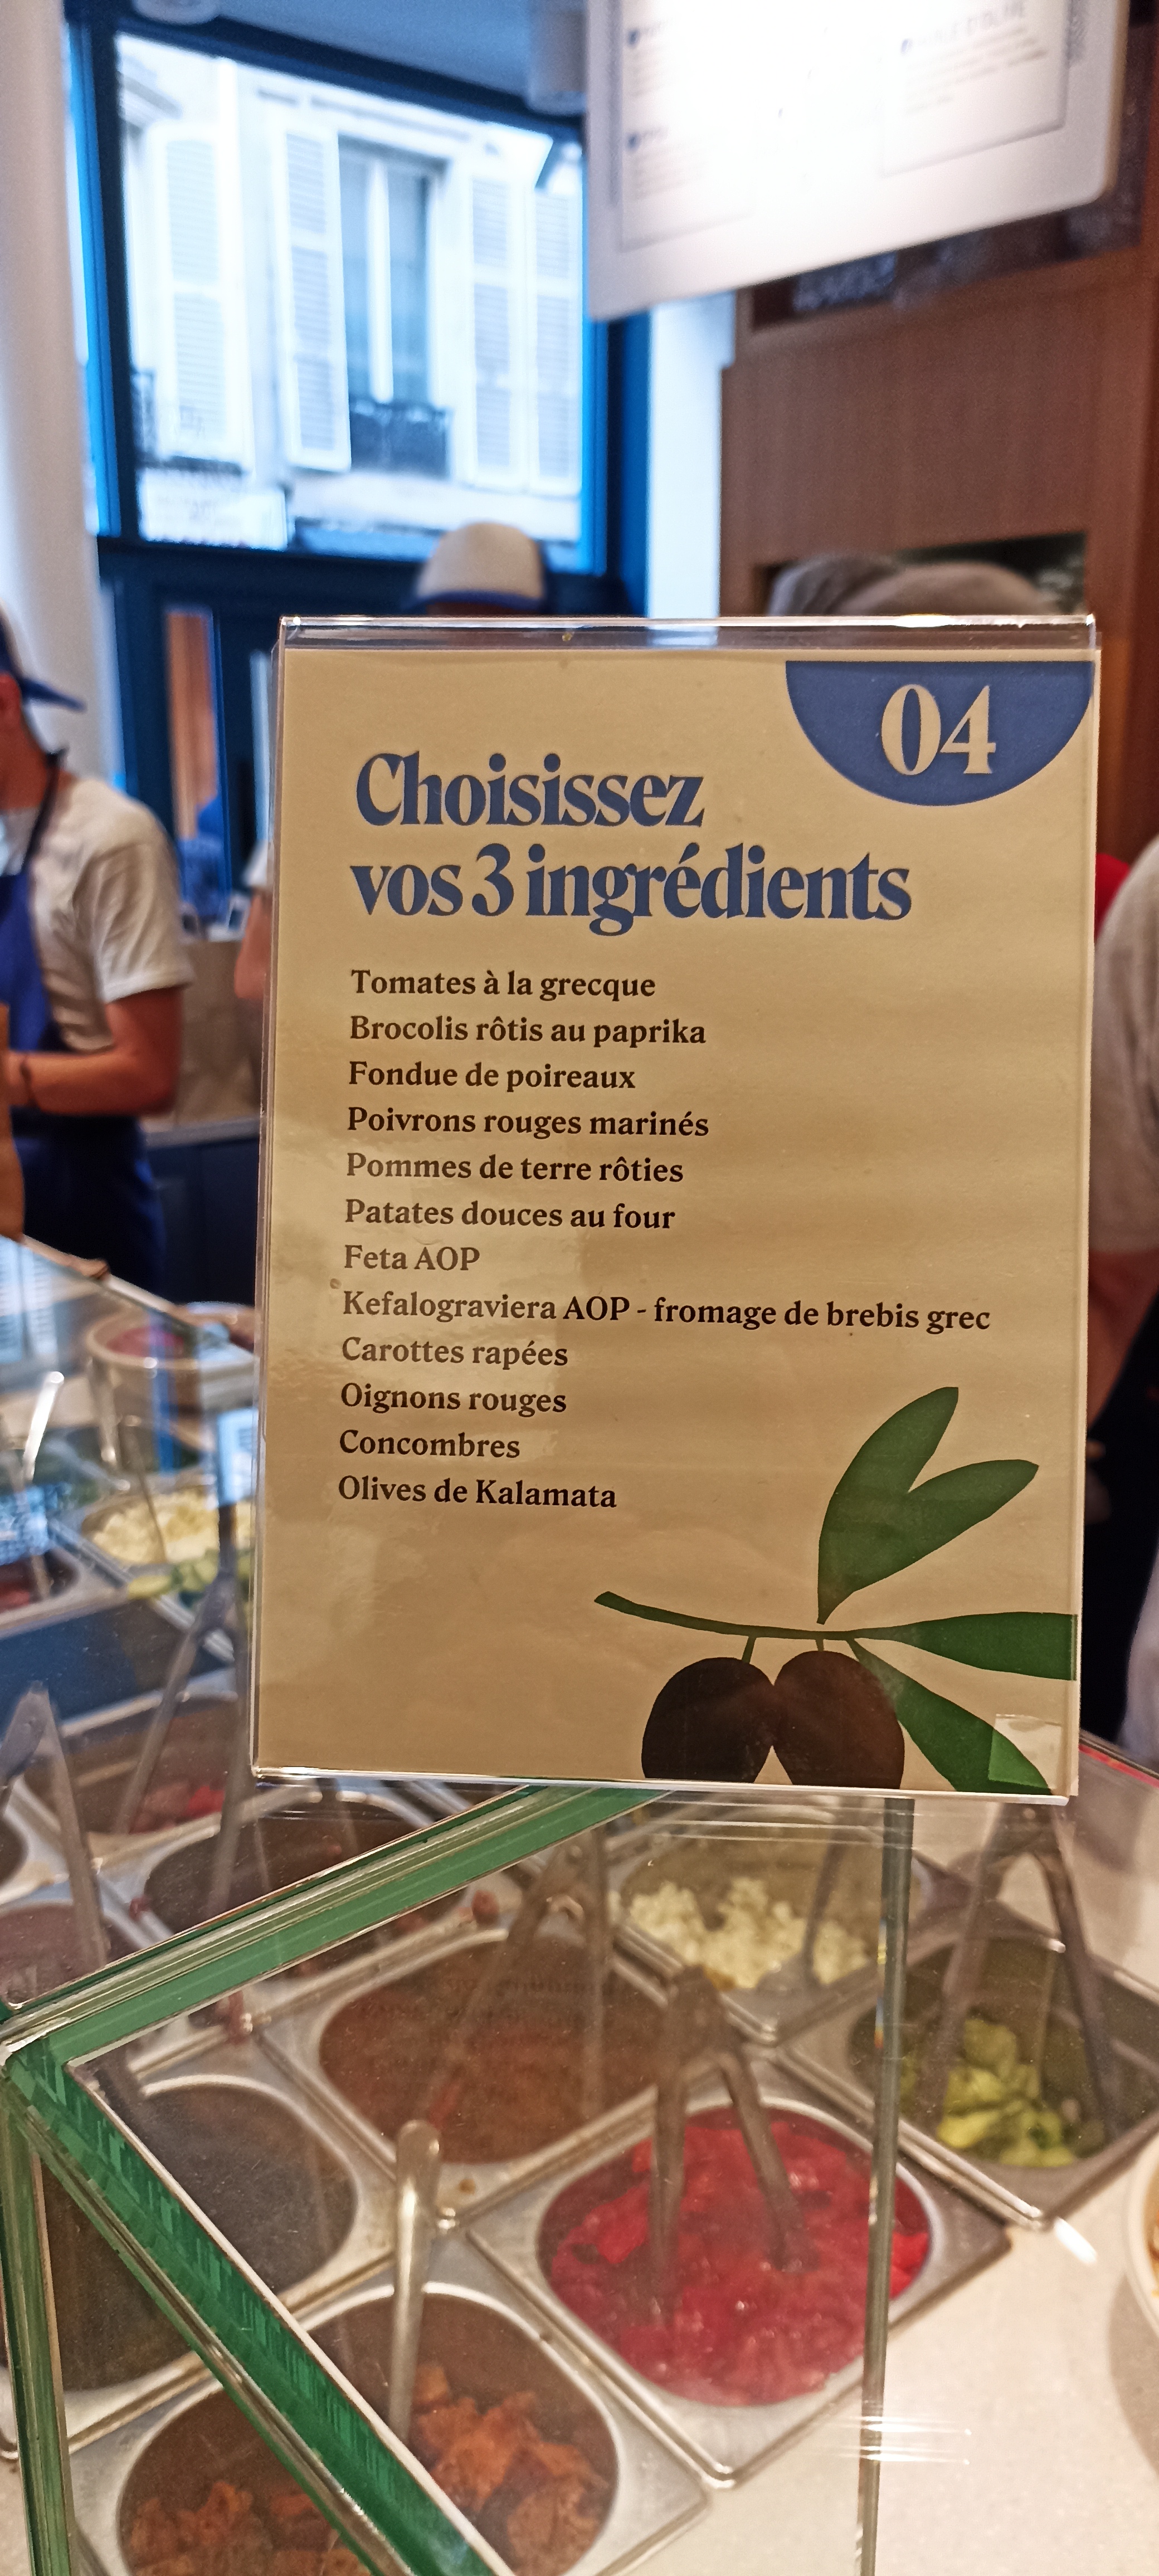 04
Choisissez
vos 3 ingrédients
Tomates à la grecque
Brocolis rôtis au paprika
Fondue de poireaux
Poivrons rouges marinés
Pommes de terre rôties
Patates douces au four
Feta AOP
Kefalograviera AOP - fromage de brebis grec
Carottes rapées
Oignons rouges
Concombres
Olives de Kalamata